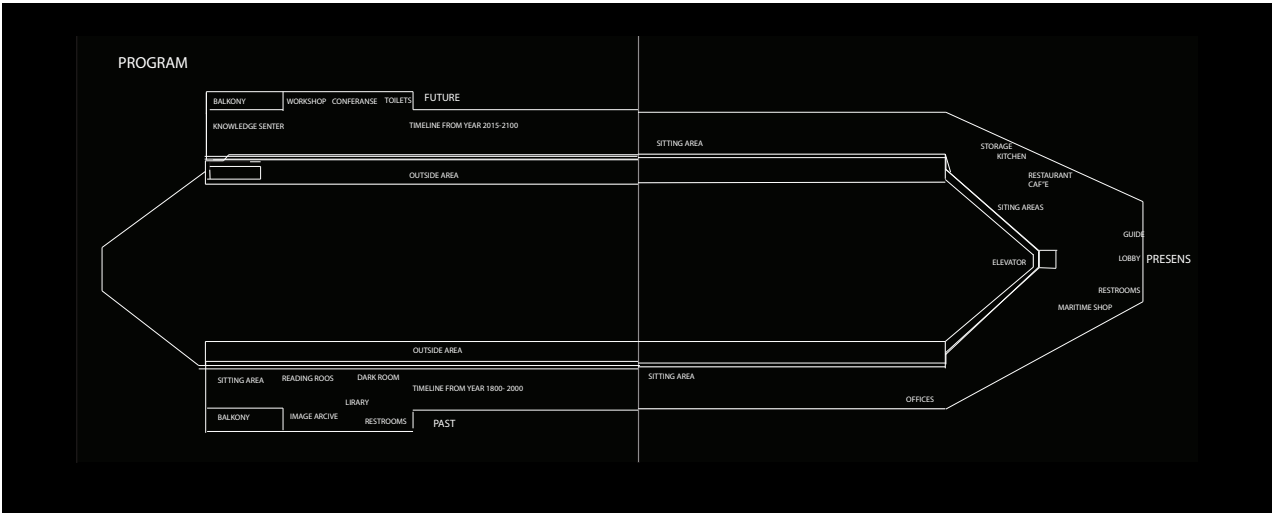 PROGRAM
BALKONY
WORKSHOP
CONFERANSE
TOILETS
FUTURE
KNOWLEDGE SENTER
TIMELINE FROM YEAR 2015-2100
SITTING AREA
STORAGE
KITCHEN
OUTSIDE AREA
RESTAURANT
CAF"E
SITING AREAS
GUIDE
ELEVATOR
LOBBY
PRESENS
RESTROOMS
MARITIME SHOP
OUTSIDE AREA
SITTING AREA
READING ROOS
DARK ROOM
TIMELINE FROM YEAR 1800- 2000
SITTING AREA
LIRARY
OFFICES
BALKONY
IMAGE ARCIVE
RESTROOMS
PAST